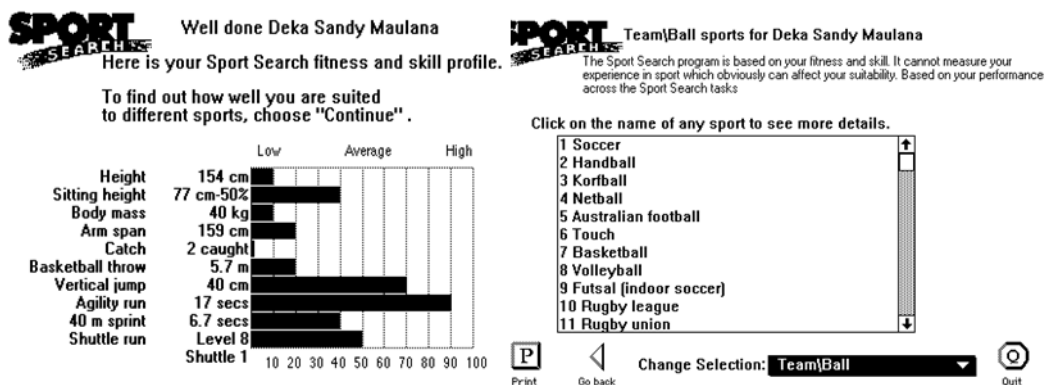 SPORT
SEARCH
Well done Deka Sandy Maulana
Here is your Sport Search fitness and skill profile.
To find out how well you are suited
to different sports, choose "Continue" .
Low Average High
Height 154 cm
Sitting height 77 cm-50%
Body mass 40 kg
Arm span 159 cm
Catch 2 caught
Basketball throw 5.7 m
Vertical jump 40 cm
Agility run 17 secs
40 m sprint 6.7 secs
Shuttle run Level 8
Shuttle 1
10 20 30 40 50 60 70 80 90 100
SPORT
SEARCH
Team\Ball sports for Deka Sandy Maulana
The Sport Search program is based on your fitness and skill. It cannot measure your
experience in sport which obviously can affect your suitability. Based on your performance
across the Sport Search tasks
Click on the name of any sport to see more details.
1 Soccer
2 Handball
3 Korfball
4 Netball
5 Australian football
6 Touch
7 Basketball
8 Volleyball
9 Futsal (indoor soccer)
10 Rugby league
11 Rugby union
P
Print
Go back
Change Selection: Team\Ball
Q
Quit